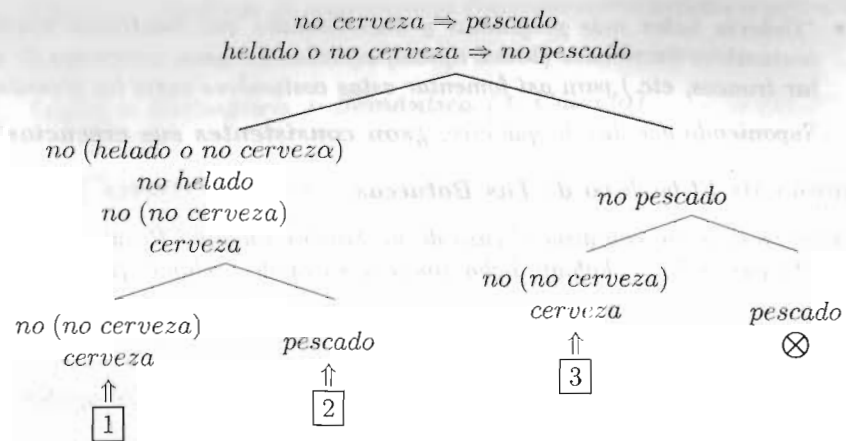 no cerveza ⇒ pescado
helado o no cerveza ⇒ no pescado
no (helado o no cerveza)
no helado
no (no cerveza)
cerveza
no pescado
no (no cerveza)
cerveza
pescado
no (no cerveza)
cerveza
pescado
⊗
⇑
1
⇑
2
⇑
3